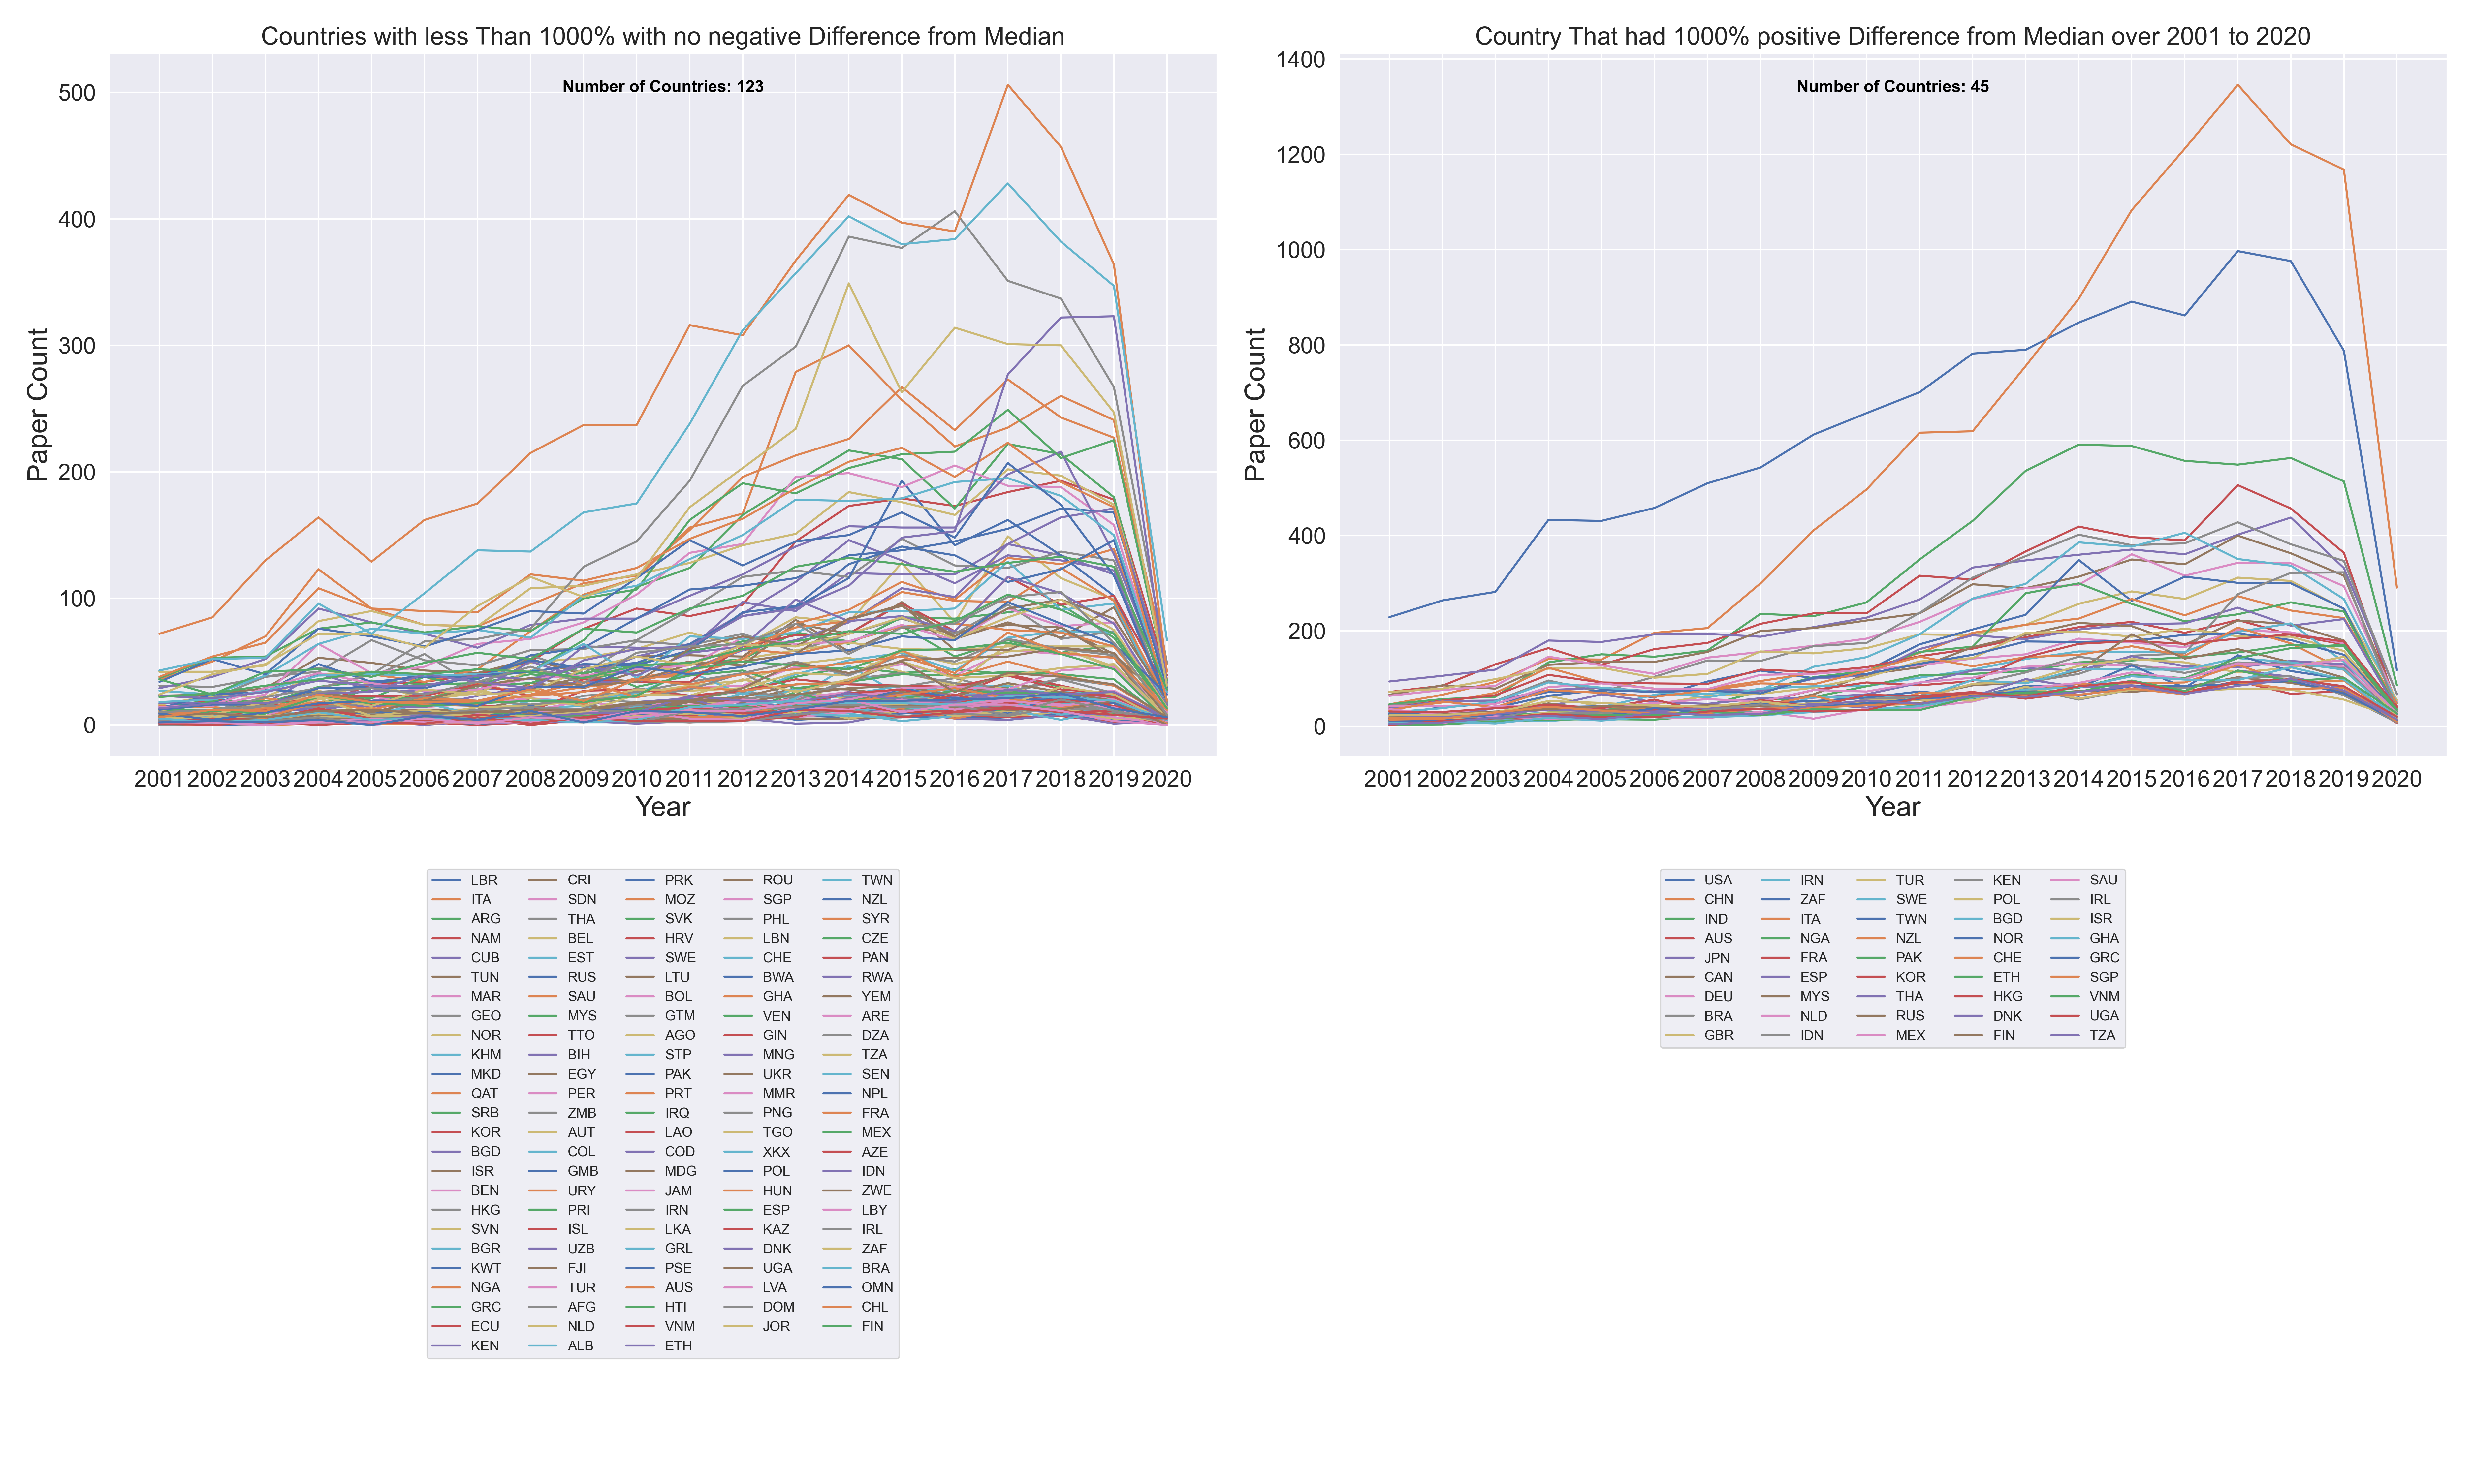 Countries with less Than 1000% with no negative Difference from Median
Number of Countries: 123
Paper Count
500
400
300
200
100
0
2001 2002 2003 2004 2005 2006 2007 2008 2009 2010 2011 2012 2013 2014 2015 2016 2017 2018 2019 2020
Year
LBR CRI PRK ROU TWN
ITA SDN MOZ SGP NZL
ARG THA SVK PHL SYR
NAM BEL HRV LBN CZE
CUB EST SWE CHE PAN
TUN RUS LTU BWA RWA
MAR SAU BOL GHA YEM
GEO MYS GTM VEN ARE
NOR TTO AGO GIN DZA
KHM BIH STP MNG TZA
MKD EGY PAK UKR SEN
QAT PER PRT MMR NPL
SRB ZMB IRQ PNG FRA
KOR AUT LAO TGO MEX
BGD COL COD XKX AZE
ISR GMB MDG POL IDN
BEN URY JAM HUN ZWE
HKG PRI IRN ESP LBY
SVN ISL LKA KAZ IRL
BGR UZB GRL DNK ZAF
KWT FJI PSE UGA BRA
NGA TUR AUS LVA OMN
GRC AFG HTI DOM CHL
ECU NLD VNM JOR FIN
KEN ALB ETH
Country That had 1000% positive Difference from Median over 2001 to 2020
Number of Countries: 45
Paper Count
1400
1200
1000
800
600
400
200
0
2001 2002 2003 2004 2005 2006 2007 2008 2009 2010 2011 2012 2013 2014 2015 2016 2017 2018 2019 2020
Year
USA IRN TUR KEN SAU
CHN ZAF SWE POL IRL
IND ITA TWN BGD ISR
AUS NGA NZL NOR GHA
JPN FRA PAK CHE GRC
CAN ESP KOR ETH SGP
DEU MYS THA HKG VNM
BRA NLD RUS DNK UGA
GBR IDN MEX FIN TZA